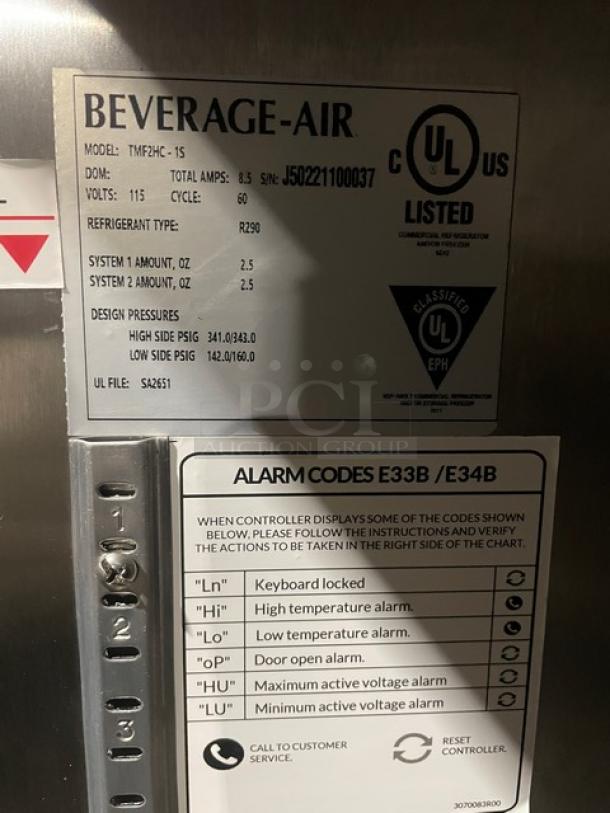 BEVERAGE-AIR
MODEL: TMF2HC-1S
DOM: TOTAL AMPS: 8.5 S/N: J50221100037
VOLTS: 115 CYCLE: 60
REFRIGERANT TYPE: R290
SYSTEM 1 AMOUNT, OZ 2.5
SYSTEM 2 AMOUNT, OZ 2.5
DESIGN PRESSURES
HIGH SIDE PSIG 341.0/343.0
LOW SIDE PSIG 142.0/160.0
UL FILE: SA2651
C UL US
LISTED
COMMERCIAL REFRIGERATOR
AND/OR FREEZER
CLASSIFIED
UL
EPH
PCI
AUCTION GROUP
ALARM CODES E33B /E34B
WHEN CONTROLLER DISPLAYS SOME OF THE CODES SHOWN
BELOW, PLEASE FOLLOW THE INSTRUCTIONS AND VERIFY
THE ACTIONS TO BE TAKEN IN THE RIGHT SIDE OF THE CHART.
"Ln" Keyboard locked
"Hi" High temperature alarm.
"Lo" Low temperature alarm.
"oP" Door open alarm.
"HU" Maximum active voltage alarm
"LU" Minimum active voltage alarm
CALL TO CUSTOMER
SERVICE.
RESET
CONTROLLER.
3070083R00
1
2
3